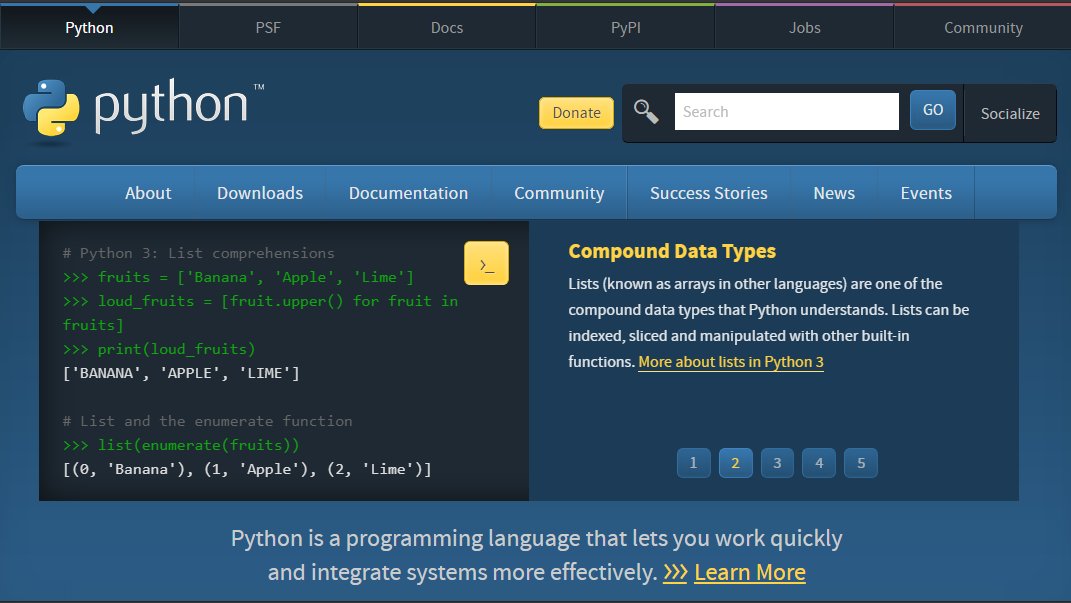 Python PSF Docs PyPI Jobs Community
python™
Donate Search GO Socialize
About Downloads Documentation Community Success Stories News Events
# Python 3: List comprehensions
>>> fruits = ['Banana', 'Apple', 'Lime']
>>> loud_fruits = [fruit.upper() for fruit in
fruits]
>>> print(loud_fruits)
['BANANA', 'APPLE', 'LIME']
# List and the enumerate function
>>> list(enumerate(fruits))
[(0, 'Banana'), (1, 'Apple'), (2, 'Lime')]
>_
Compound Data Types
Lists (known as arrays in other languages) are one of the
compound data types that Python understands. Lists can be
indexed, sliced and manipulated with other built-in
functions. More about lists in Python 3
1 2 3 4 5
Python is a programming language that lets you work quickly
and integrate systems more effectively. >>> Learn More